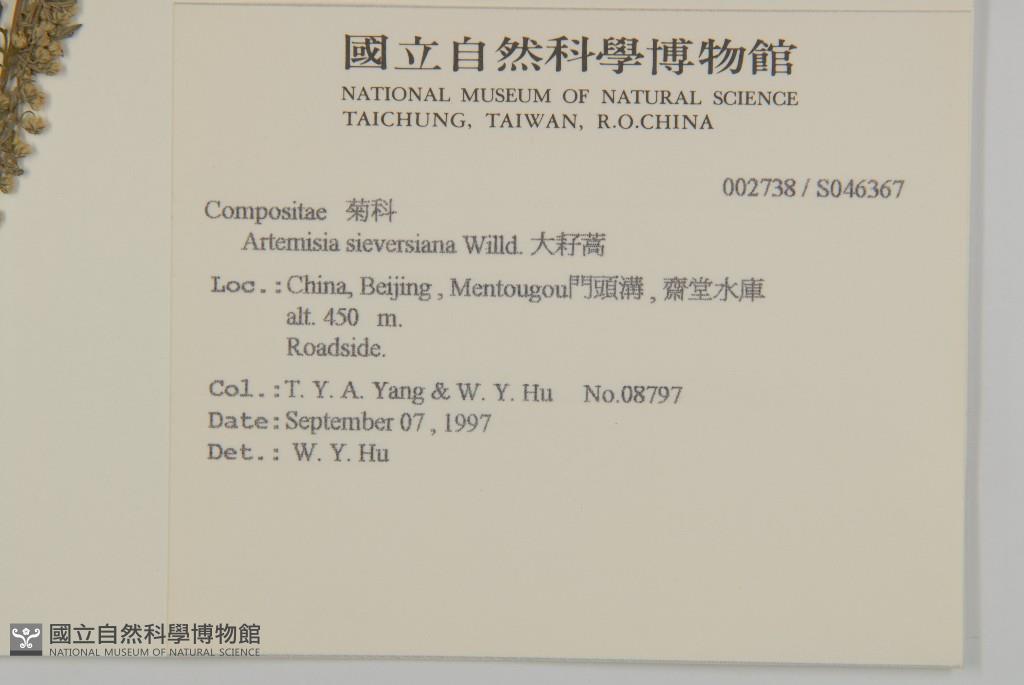 國立自然科學博物館
NATIONAL MUSEUM OF NATURAL SCIENCE
TAICHUNG, TAIWAN, R.O.CHINA
002738 / S046367
Compositae 菊科
Artemisia sieversiana Willd. 大籽蒿
Loc.: China, Beijing , Mentougou門頭溝 , 齋堂水庫
alt. 450 m.
Roadside.
Col.: T. Y. A. Yang & W. Y. Hu No.08797
Date: September 07 , 1997
Det.: W. Y. Hu
國立自然科學博物館
NATIONAL MUSEUM OF NATURAL SCIENCE